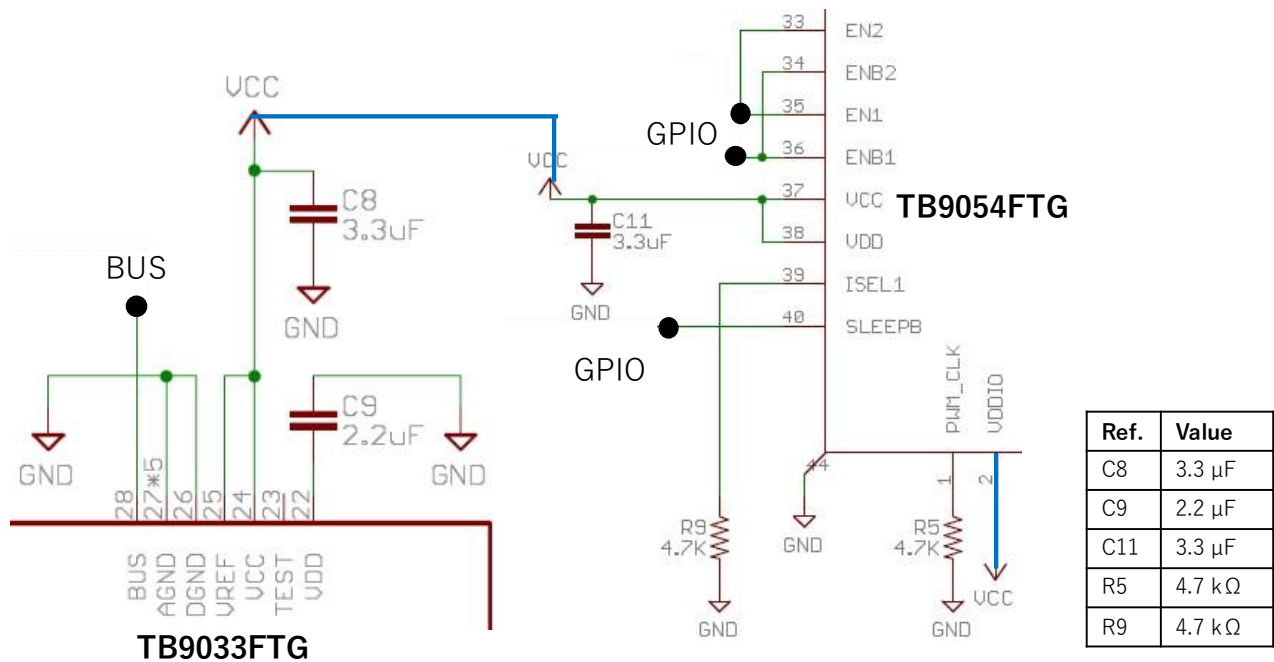 VCC
C8
3.3uF
GND
BUS
GND
C9
2.2uF
GND
28
27*5
26
25
24
23
22
BUS
AGND
DGND
VREF
VCC
TEST
VDD
TB9033FTG
VCC
C11
3.3uF
GND
GPIO
33 EN2
34 ENB2
35 EN1
36 ENB1
37 VCC
TB9054FTG
38 VDD
39 ISEL1
40 SLEEPB
GPIO
PWM_CLK
VDDIO
44
1
2
GND
R9
4.7K
GND
R5
4.7K
GND
VCC
Ref. Value
C8 3.3 μF
C9 2.2 μF
C11 3.3 μF
R5 4.7 kΩ
R9 4.7 kΩ